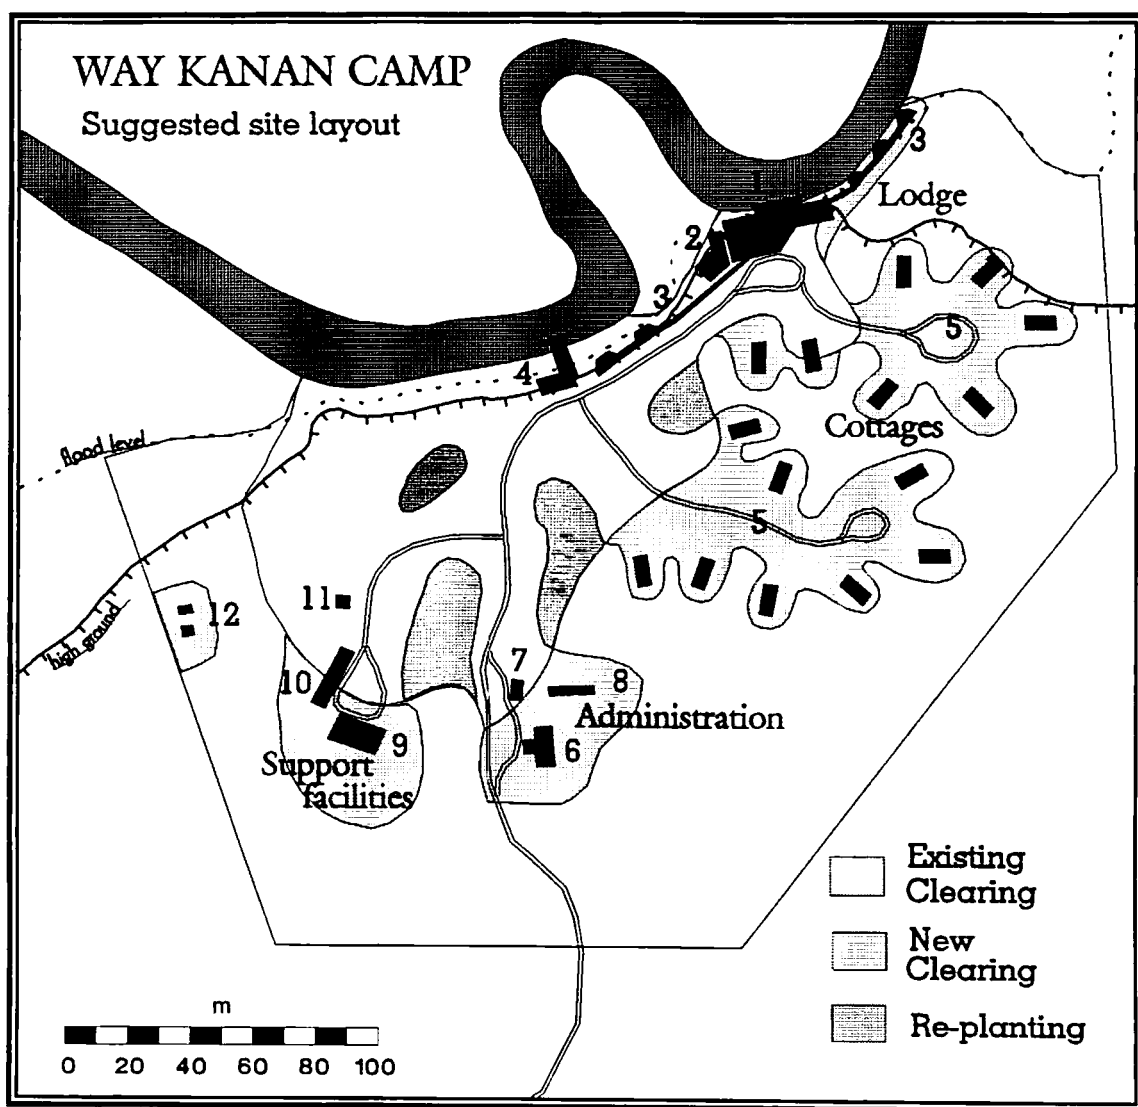 WAY KANAN CAMP
Suggested site layout
1
3
Lodge
2
3
5
4
Cottages
flood level
5
11
12
high ground
10
7
8
Administration
9
6
Support
facilities
Existing
Clearing
New
Clearing
Re-planting
m
0 20 40 60 80 100